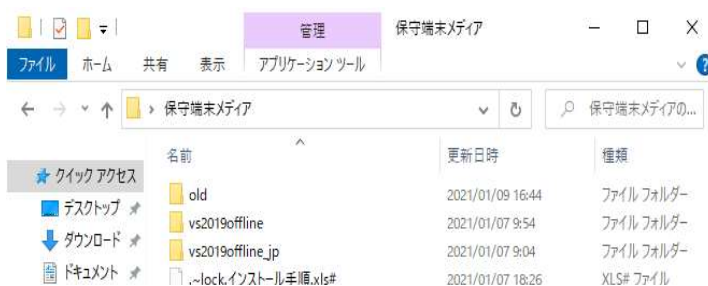 管理 保守端末メディア
ファイル ホーム 共有 表示 アプリケーション ツール
保守端末メディア 保守端末メディアの...
名前 更新日時 種類
クイック アクセス
old 2021/01/09 16:44 ファイル フォルダー
デスクトップ
vs2019offline 2021/01/07 9:54 ファイル フォルダー
ダウンロード
vs2019offline_jp 2021/01/07 9:04 ファイル フォルダー
ドキュメント
.~lock.インストール手順.xls# 2021/01/07 18:26 XLS# ファイル